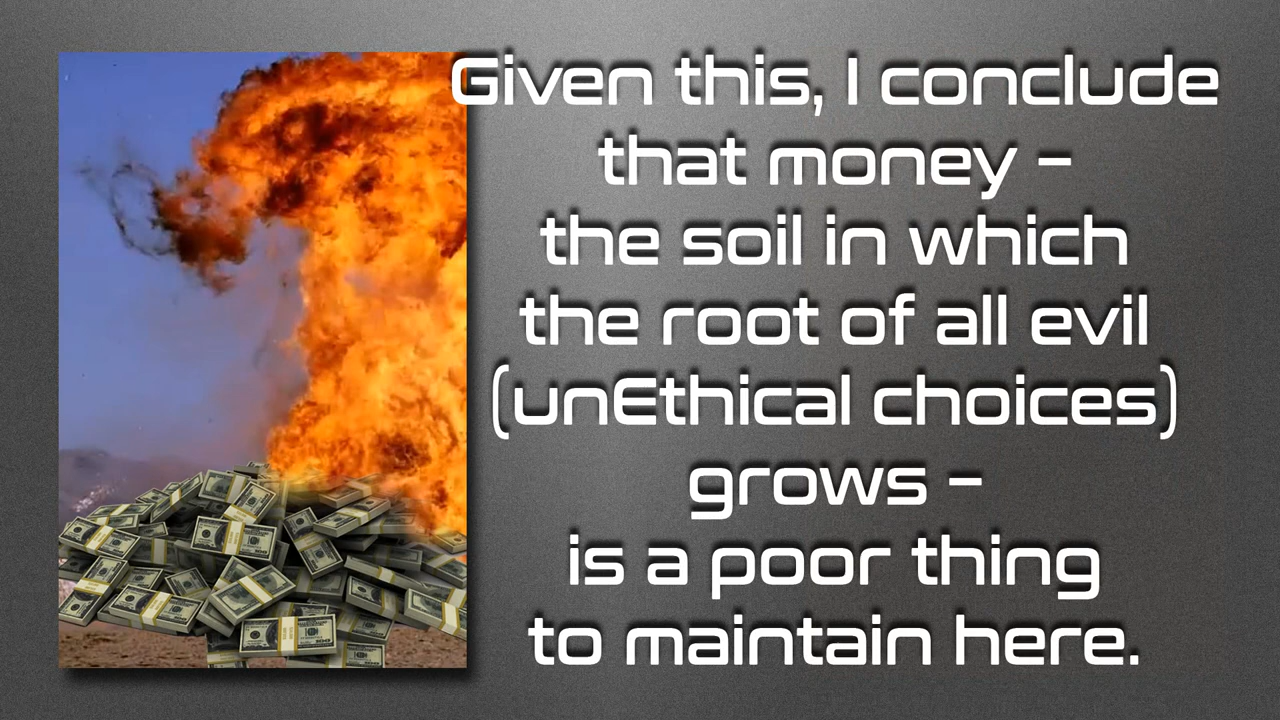 Given this, I conclude
that money –
the soil in which
the root of all evil
(unEthical choices)
grows –
is a poor thing
to maintain here.